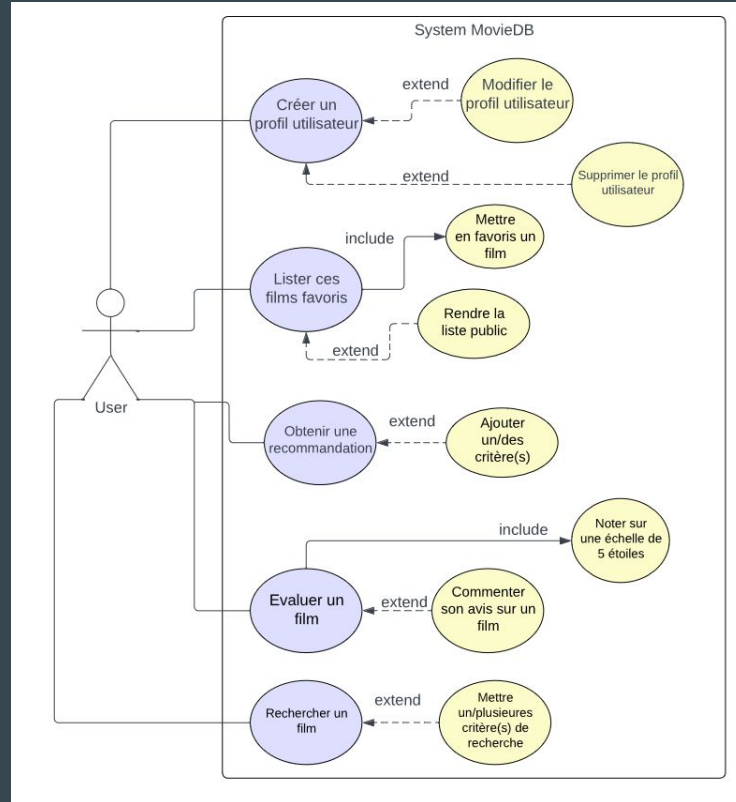 System MovieDB
extend
Modifier le
profil utilisateur
Créer un
profil utilisateur
extend
Supprimer le profil
utilisateur
include
Mettre
en favoris un
film
Lister ces
films favoris
Rendre la
liste public
extend
User
Obtenir une
recommandation
extend
Ajouter
un/des
critère(s)
include
Noter sur
une échelle de
5 étoiles
Evaluer un
film
extend
Commenter
son avis sur un
film
Rechercher un
film
extend
Mettre
un/plusieures
critère(s) de
recherche